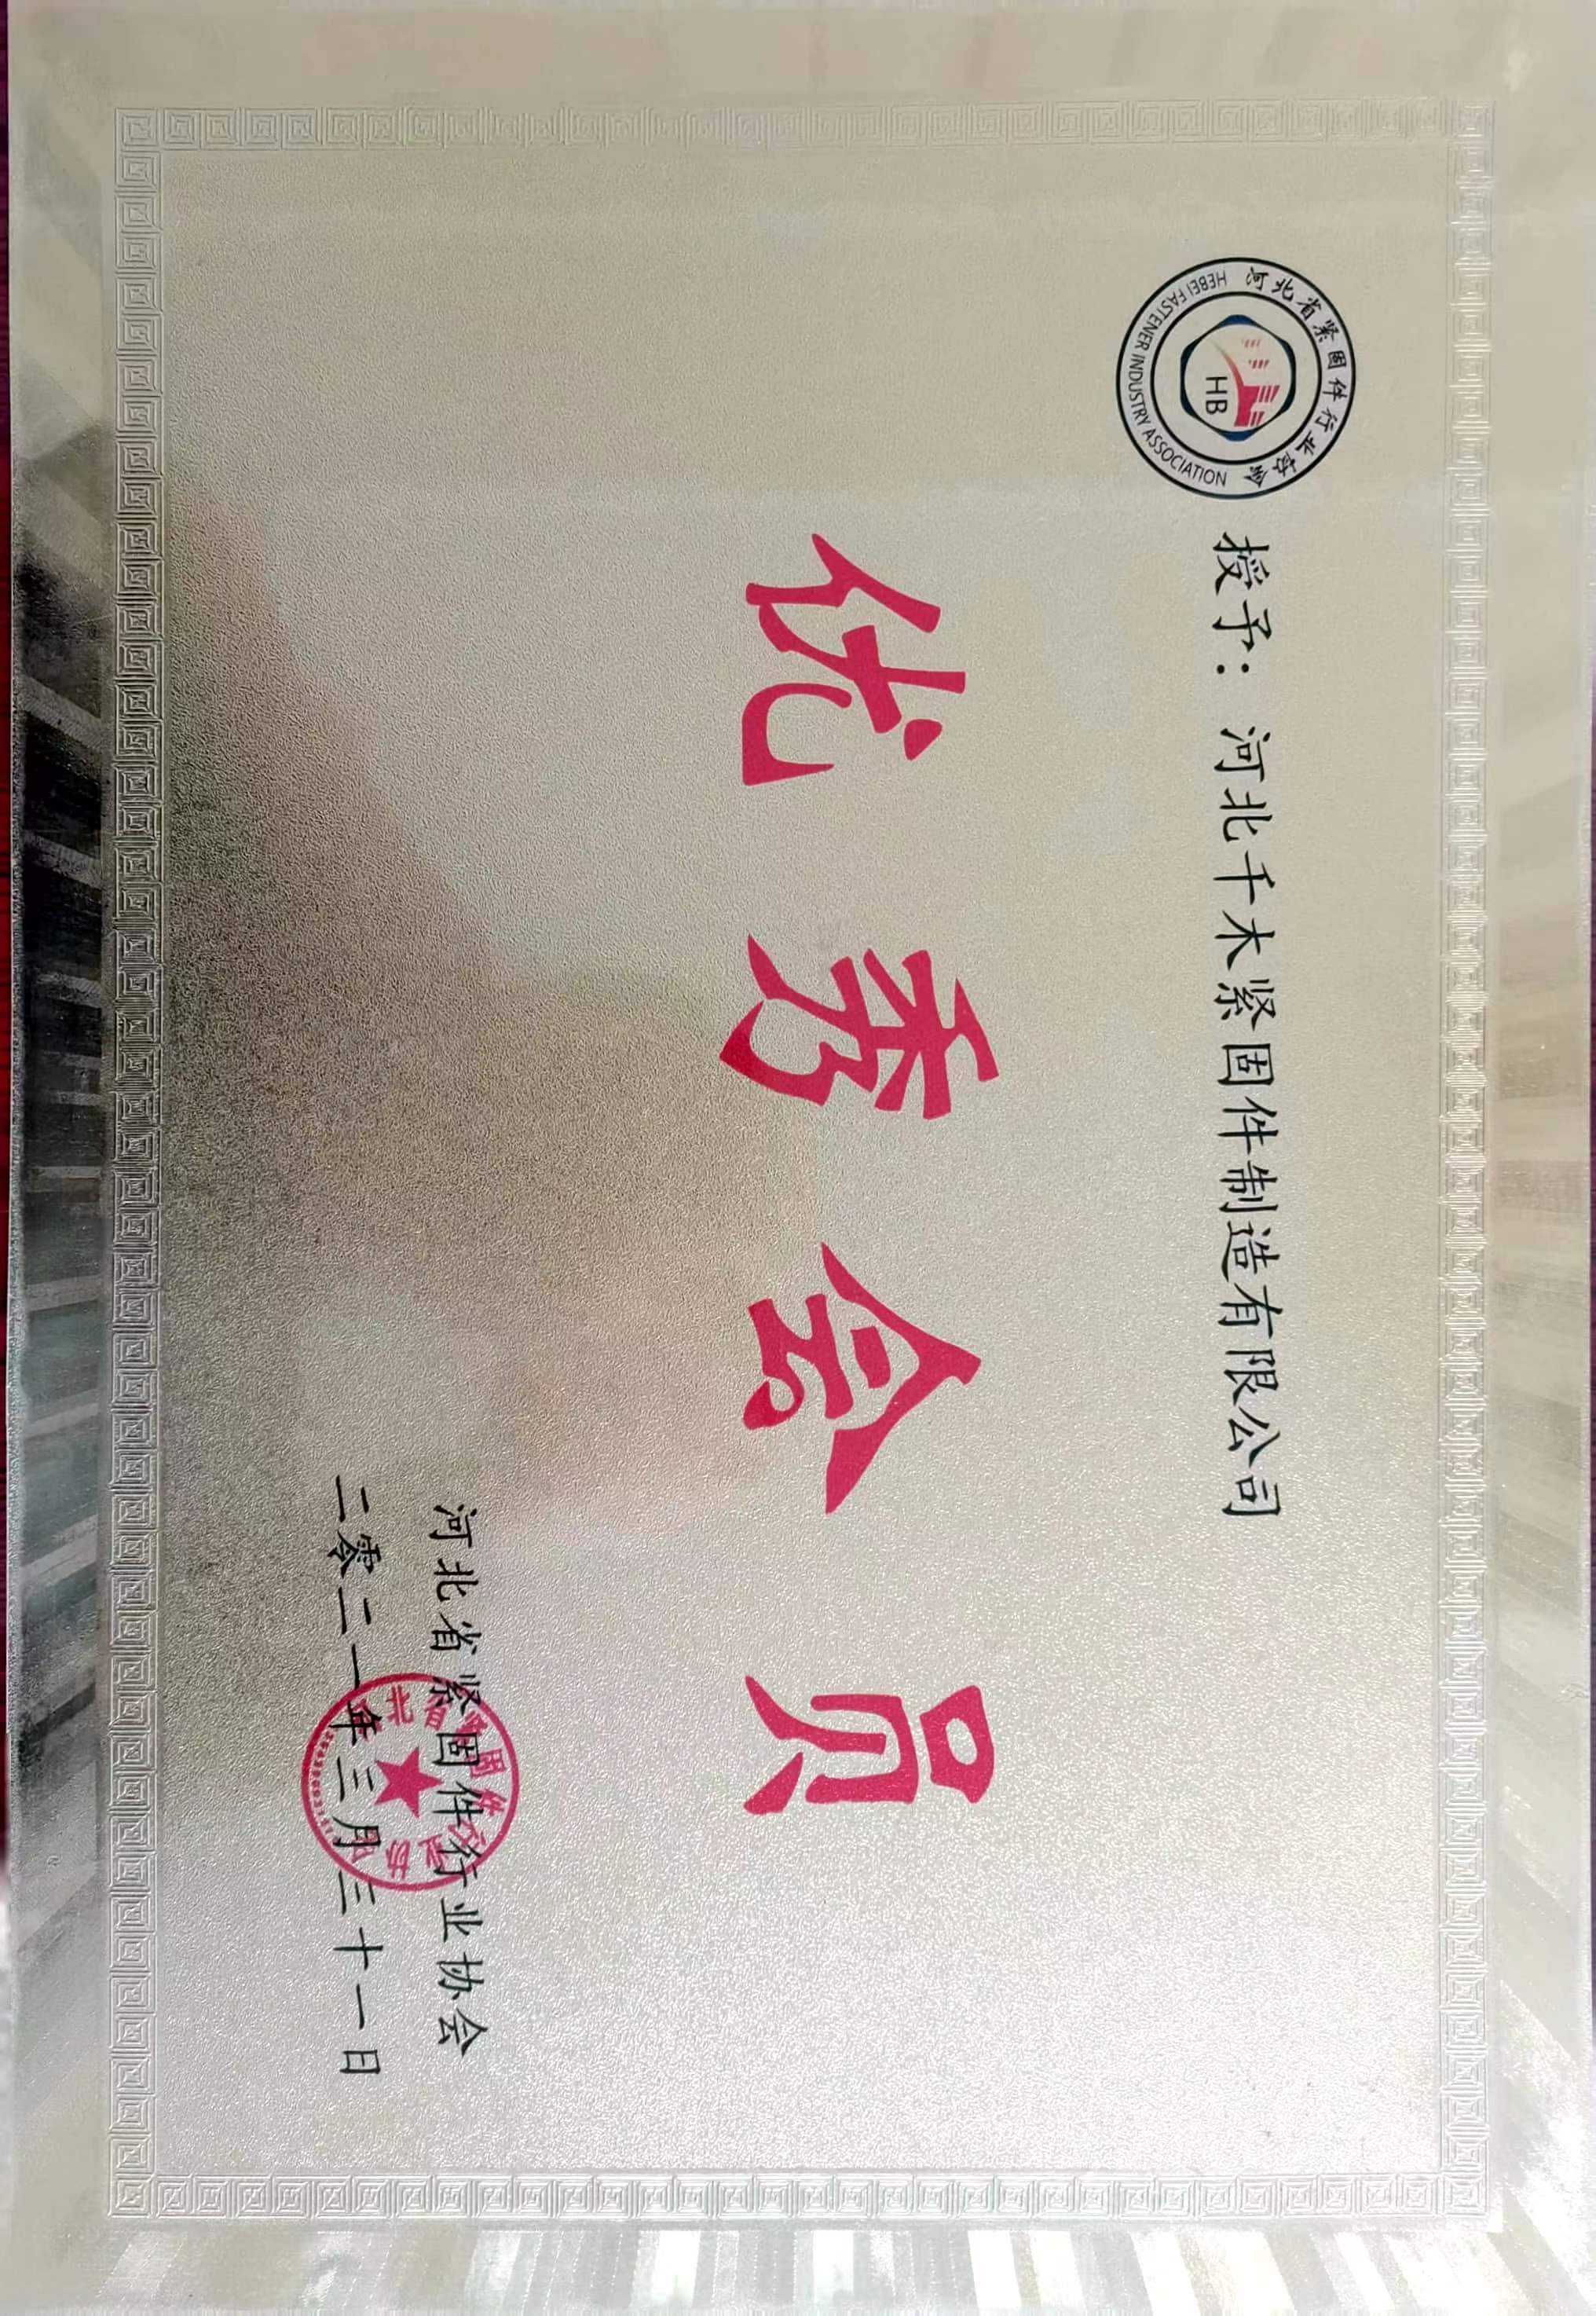 河北省紧固件行业协会
HEBEI FASTENER INDUSTRY ASSOCIATION
HB
授予：河北千木紧固件制造有限公司
优秀会员
河北省紧固件行业协会
二零二一年三月三十一日